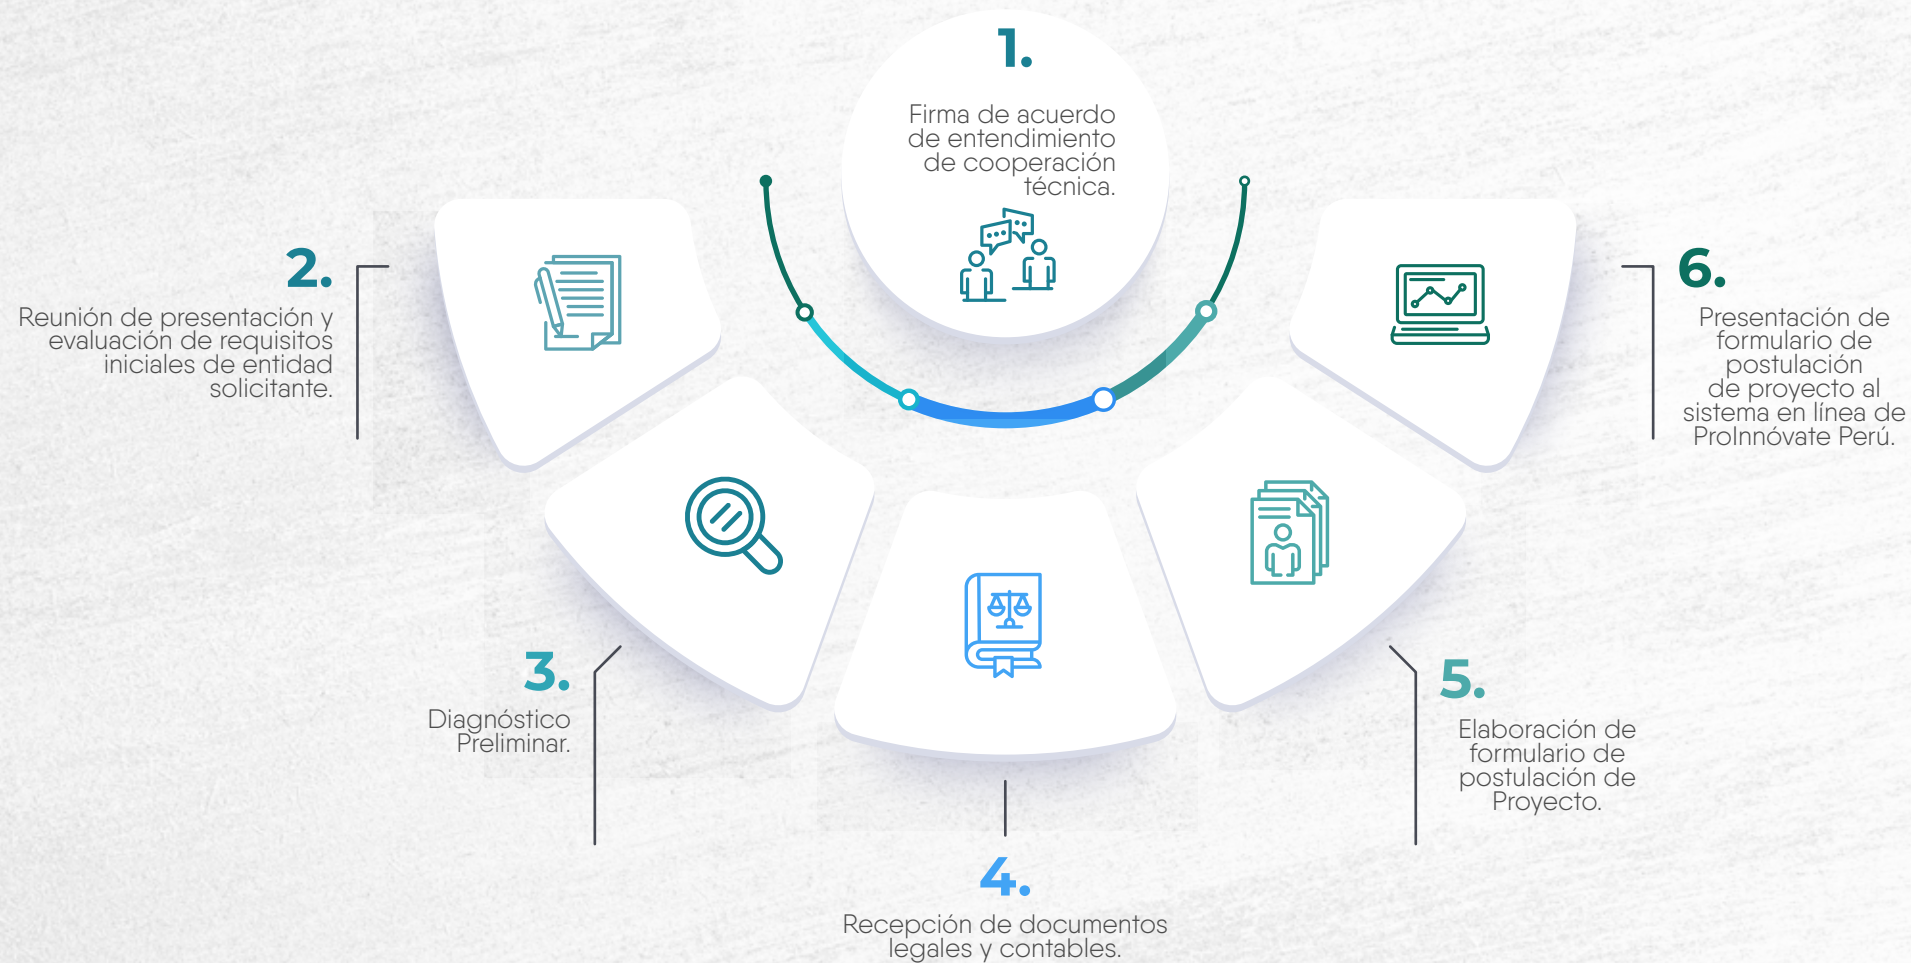 1.
Firma de acuerdo
de entendimiento
de cooperación
técnica.
2.
Reunión de presentación y
evaluación de requisitos
iniciales de entidad
solicitante.
3.
Diagnóstico
Preliminar.
4.
Recepción de documentos
legales y contables.
5.
Elaboración de
formulario de
postulación de
Proyecto.
6.
Presentación de
formulario de
postulación
de proyecto al
sistema en línea de
ProInnóvate Perú.